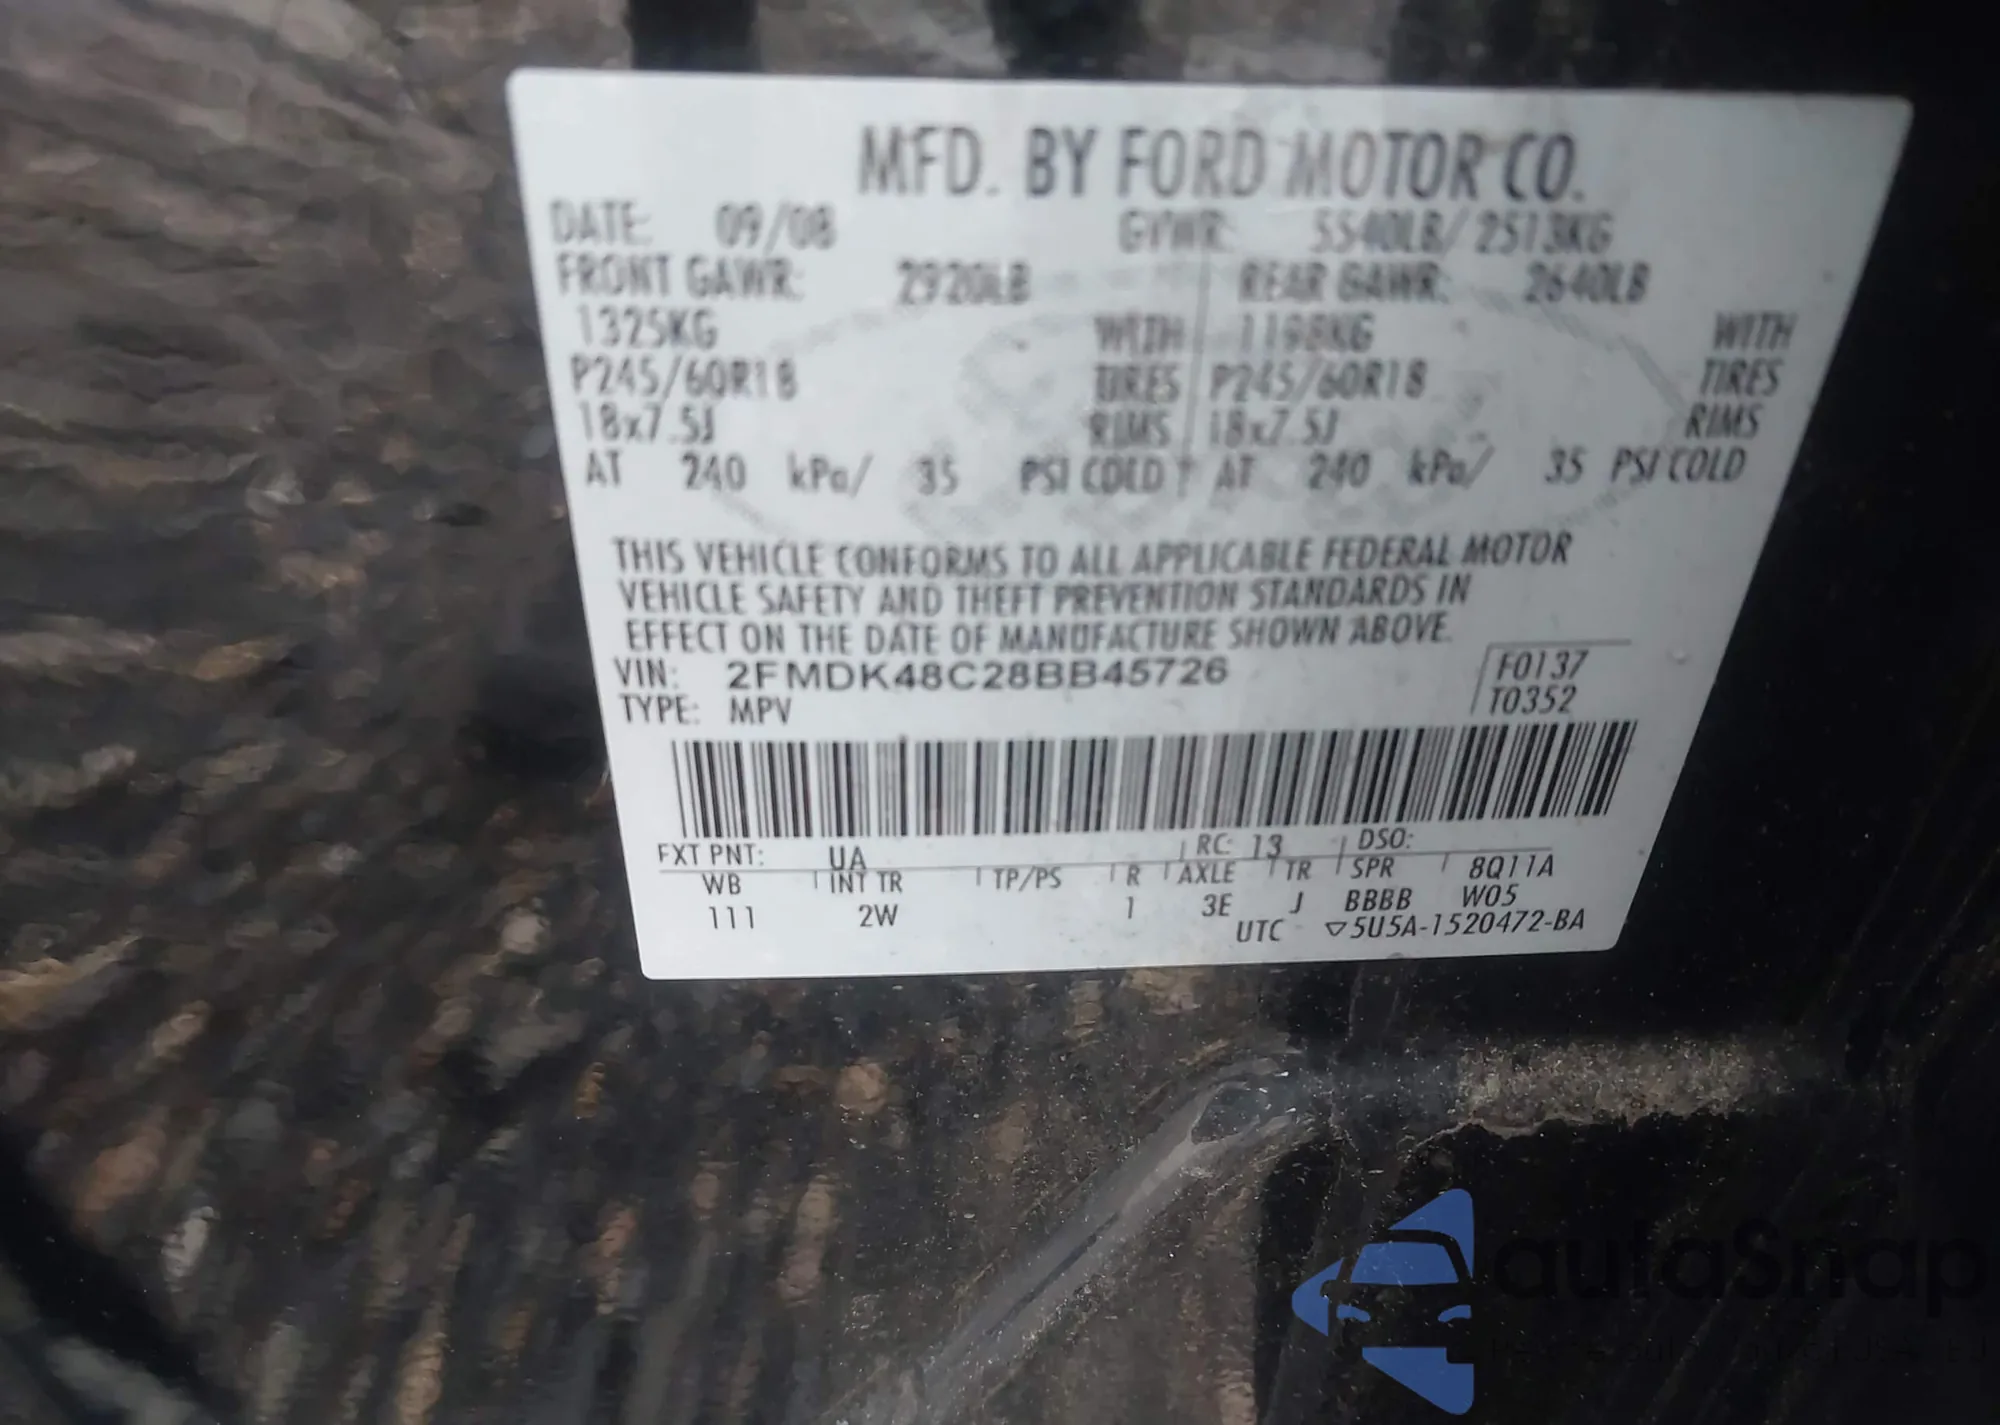 MFD. BY FORD MOTOR CO.
DATE: 09/08 GVWR: 5540LB/ 2513KG
FRONT GAWR: 2920LB REAR GAWR: 2640LB
1325KG WITH 1198KG WITH
P245/60R18 TIRES P245/60R18 TIRES
18x7.5J RIMS 18x7.5J RIMS
AT 240 kPa/ 35 PSI COLD AT 240 kPa/ 35 PSI COLD
THIS VEHICLE CONFORMS TO ALL APPLICABLE FEDERAL MOTOR
VEHICLE SAFETY AND THEFT PREVENTION STANDARDS IN
EFFECT ON THE DATE OF MANUFACTURE SHOWN ABOVE.
VIN: 2FMDK48C28BB45726 F0137
TYPE: MPV T0352
EXT PNT: UA RC: 13 DSO:
WB INT TR TP/PS R AXLE TR SPR 8Q11A
111 2W 1 3E J BBBB W05
UTC ▽5U5A-1520472-BA
autoSnap